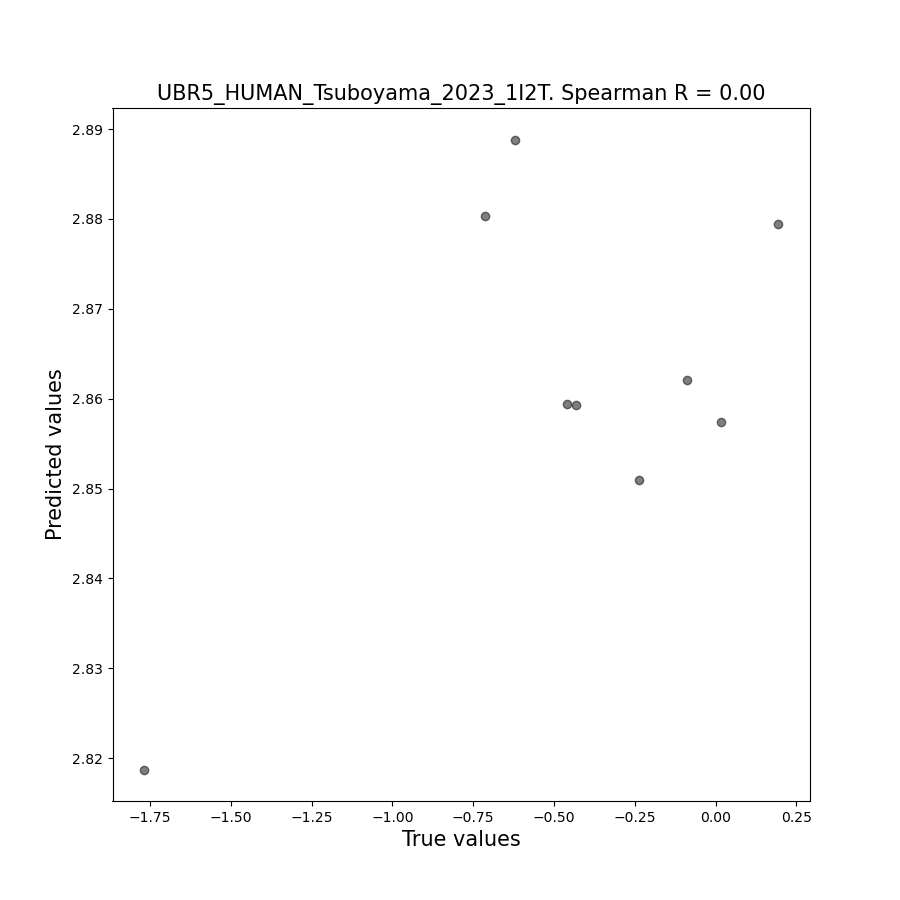 UBR5_HUMAN_Tsuboyama_2023_1I2T. Spearman R = 0.00
2.89
2.88
2.87
2.86
2.85
2.84
2.83
2.82
Predicted values
−1.75 −1.50 −1.25 −1.00 −0.75 −0.50 −0.25 0.00 0.25
True values